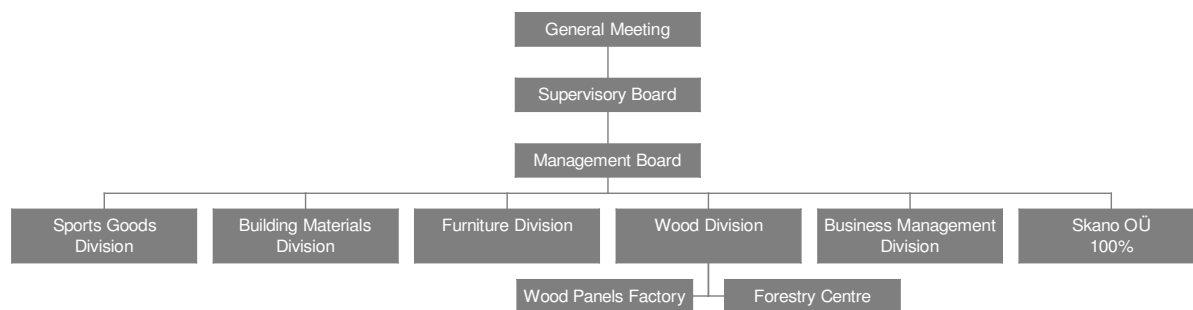 General Meeting
Supervisory Board
Management Board
Sports Goods
Division
Building Materials
Division
Furniture Division
Wood Division
Business Management
Division
Skano OÜ
100%
Wood Panels Factory
Forestry Centre